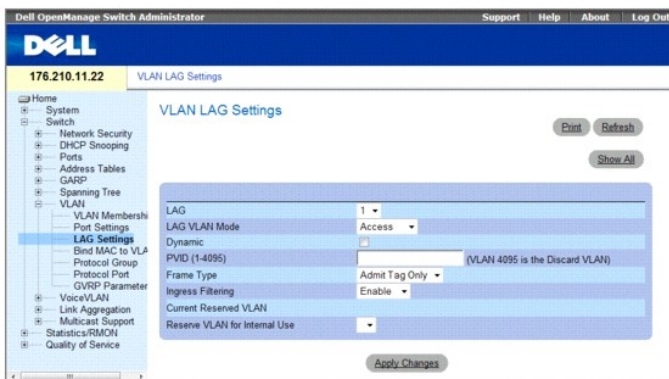 Dell OpenManage Switch Administrator
Support Help About Log Out
DELL
176.210.11.22
VLAN LAG Settings
Home
System
Switch
Network Security
DHCP Snooping
Ports
Address Tables
GARP
Spanning Tree
VLAN
VLAN Membershi
Port Settings
LAG Settings
Bind MAC to VLA
Protocol Group
Protocol Port
GVRP Parameter
VoiceVLAN
Link Aggregation
Multicast Support
Statistics/RMON
Quality of Service
VLAN LAG Settings
Print Refresh
Show All
LAG 1
LAG VLAN Mode Access
Dynamic
PVID (1-4095) (VLAN 4095 is the Discard VLAN)
Frame Type Admit Tag Only
Ingress Filtering Enable
Current Reserved VLAN
Reserve VLAN for Internal Use
Apply Changes